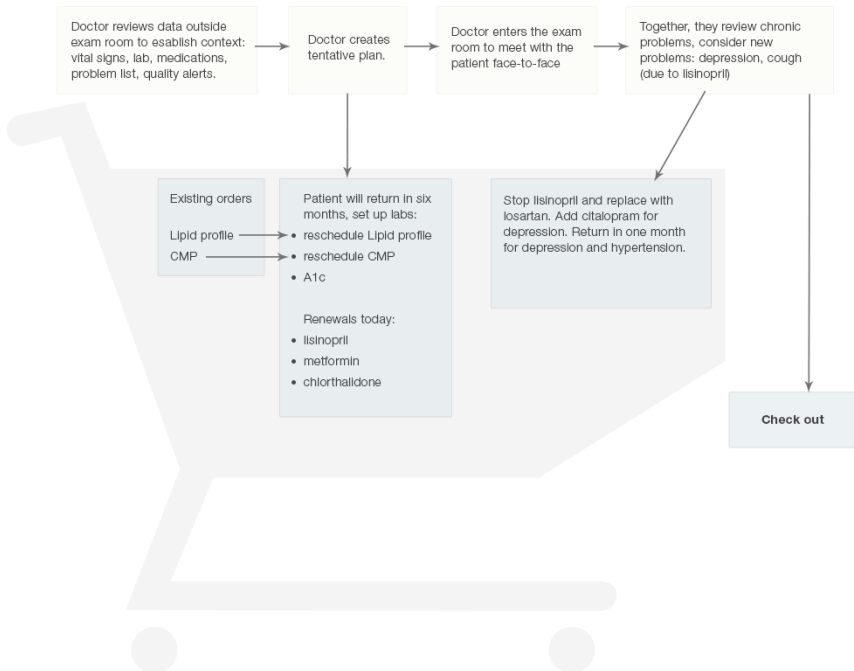 Doctor reviews data outside
exam room to esablish context:
vital signs, lab, medications,
problem list, quality alerts.
Doctor creates
tentative plan.
Doctor enters the exam
room to meet with the
patient face-to-face
Together, they review chronic
problems, consider new
problems: depression, cough
(due to lisinopril)
Existing orders
Lipid profile
CMP
Patient will return in six
months, set up labs:
• reschedule Lipid profile
• reschedule CMP
• A1c
Renewals today:
• lisinopril
• metformin
• chlorthalidone
Stop lisinopril and replace with
losartan. Add citalopram for
depression. Return in one month
for depression and hypertension.
Check out